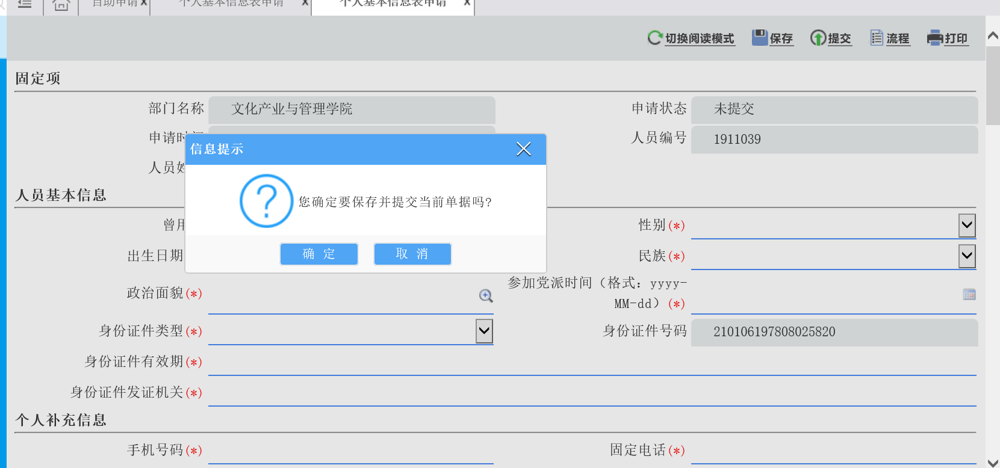 自助申请 x 个人基本信息表申请 x 个人基本信息表申请 x
切换阅读模式 保存 提交 流程 打印
固定项
部门名称 文化产业与管理学院 申请状态 未提交
申请时间 人员编号 1911039
信息提示
人员姓
人员基本信息
您确定要保存并提交当前单据吗?
曾用 性别(*)
确 定 取 消
出生日期 民族(*)
政治面貌(*) 参加党派时间（格式：yyyy-
MM-dd）(*)
身份证件类型(*) 身份证件号码 210106197808025820
身份证件有效期(*)
身份证件发证机关(*)
个人补充信息
手机号码(*) 固定电话(*)